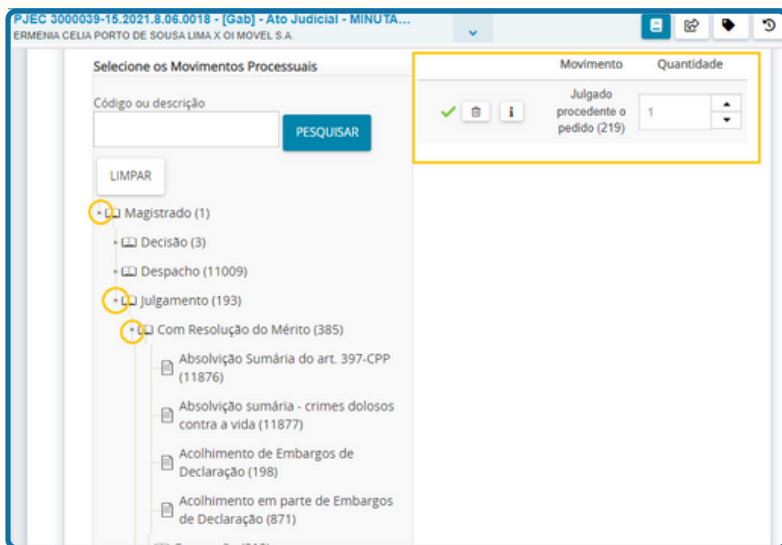 PJEC 3000039-15.2021.8.06.0018 - [Gab] - Ato Judicial - MINUTA...
ERMENIA CELIA PORTO DE SOUSA LIMA X OI MOVEL S.A.
Selecione os Movimentos Processuais
Código ou descrição
PESQUISAR
LIMPAR
Magistrado (1)
Decisão (3)
Despacho (11009)
Julgamento (193)
Com Resolução do Mérito (385)
Absolvição Sumária do art. 397-CPP
(11876)
Absolvição sumária - crimes dolosos
contra a vida (11877)
Acolhimento de Embargos de
Declaração (198)
Acolhimento em parte de Embargos
de Declaração (871)
Movimento Quantidade
Julgado
procedente o
pedido (219)
1